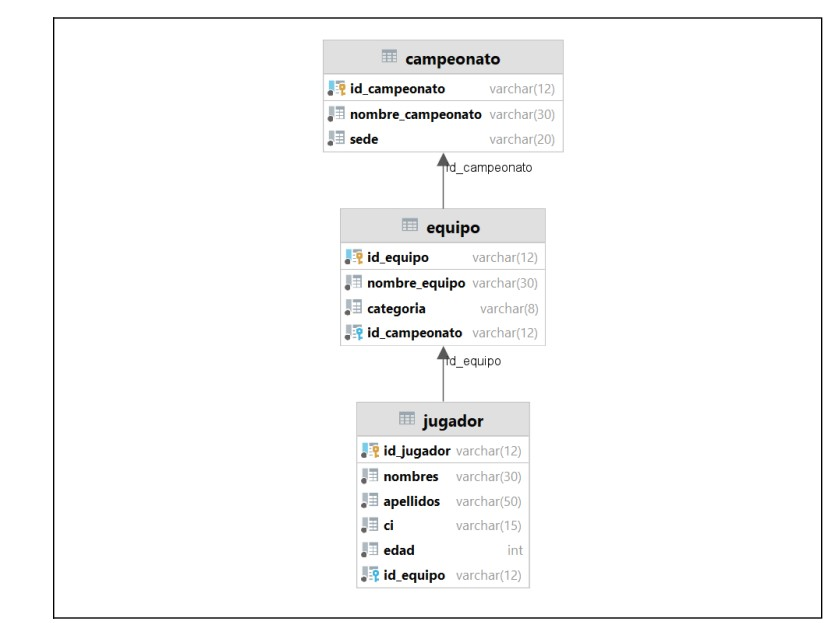 campeonato
id_campeonato varchar(12)
nombre_campeonato varchar(30)
sede varchar(20)
id_campeonato
equipo
id_equipo varchar(12)
nombre_equipo varchar(30)
categoria varchar(8)
id_campeonato varchar(12)
id_equipo
jugador
id_jugador varchar(12)
nombres varchar(30)
apellidos varchar(50)
ci varchar(15)
edad int
id_equipo varchar(12)